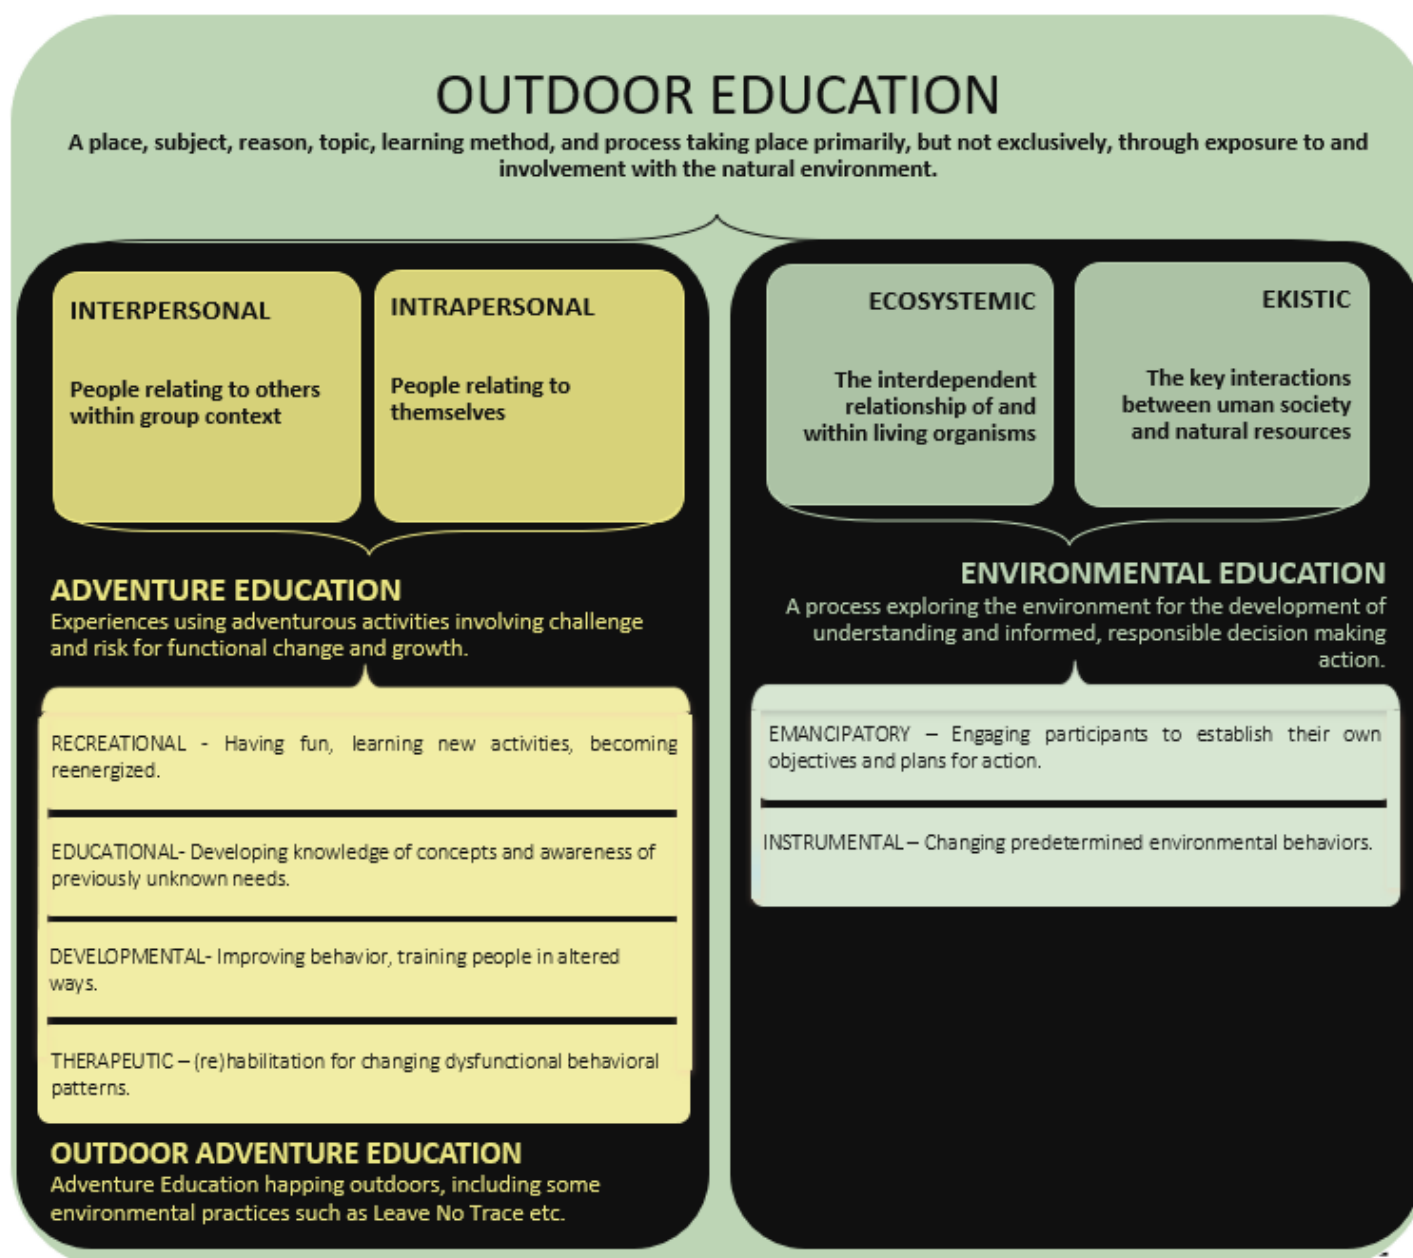 OUTDOOR EDUCATION
A place, subject, reason, topic, learning method, and process taking place primarily, but not exclusively, through exposure to and
involvement with the natural environment.
INTERPERSONAL
People relating to others
within group context
INTRAPERSONAL
People relating to
themselves
ADVENTURE EDUCATION
Experiences using adventurous activities involving challenge
and risk for functional change and growth.
RECREATIONAL - Having fun, learning new activities, becoming
reenergized.
EDUCATIONAL- Developing knowledge of concepts and awareness of
previously unknown needs.
DEVELOPMENTAL- Improving behavior, training people in altered
ways.
THERAPEUTIC – (re)habilitation for changing dysfunctional behavioral
patterns.
OUTDOOR ADVENTURE EDUCATION
Adventure Education happing outdoors, including some
environmental practices such as Leave No Trace etc.
ECOSYSTEMIC
The interdependent
relationship of and
within living organisms
EKISTIC
The key interactions
between uman society
and natural resources
ENVIRONMENTAL EDUCATION
A process exploring the environment for the development of
understanding and informed, responsible decision making
action.
EMANCIPATORY – Engaging participants to establish their own
objectives and plans for action.
INSTRUMENTAL – Changing predetermined environmental behaviors.